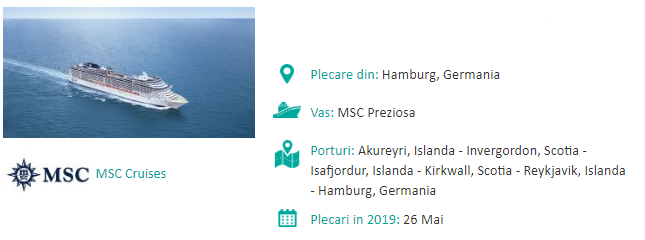 Plecare din: Hamburg, Germania
Vas: MSC Preziosa
Porturi: Akureyri, Islanda - Invergordon, Scotia -
Isafjordur, Islanda - Kirkwall, Scotia - Reykjavik, Islanda
- Hamburg, Germania
Plecari in 2019: 26 Mai
MSC MSC Cruises